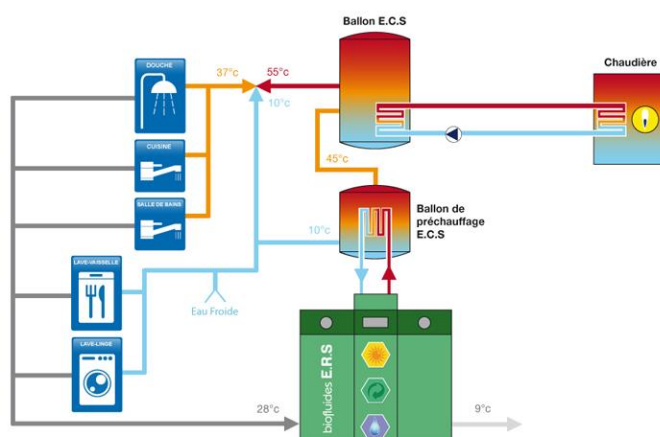 Ballon E.C.S
Chaudière
DOUCHE
37°c
55°c
10°c
CUISINE
45°c
SALLE DE BAINS
Ballon de
préchauffage
E.C.S
10°c
LAVE-VAISSELLE
Eau Froide
LAVE-LINGE
biofluides E.R.S
28°c
9°c